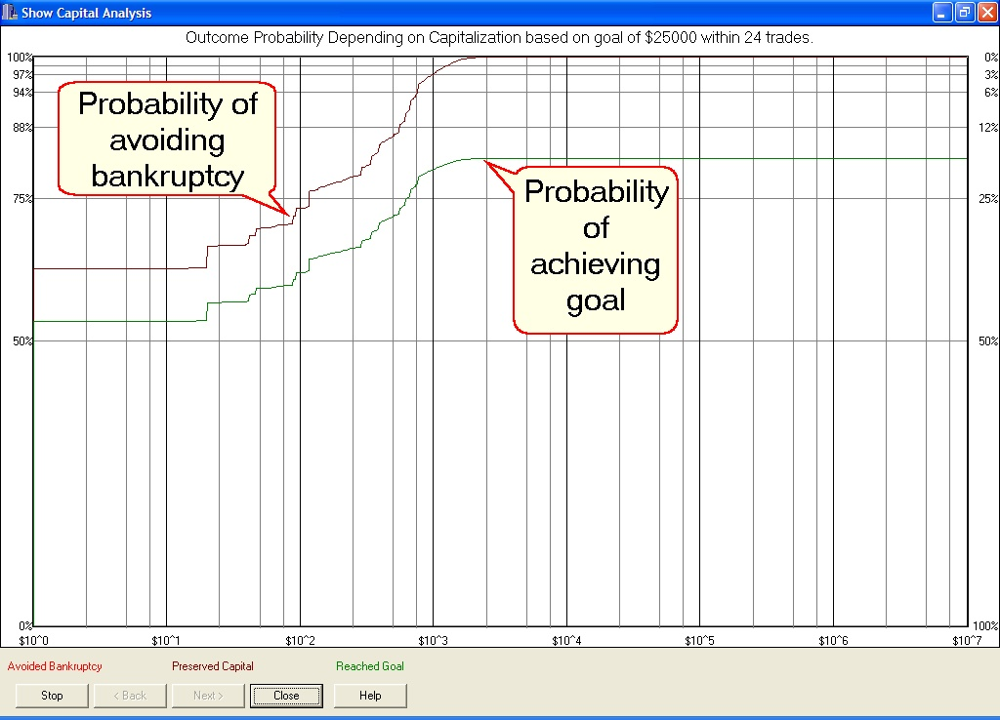 Show Capital Analysis
Outcome Probability Depending on Capitalization based on goal of $25000 within 24 trades.
100%
97%
94%
88%
75%
50%
0%
0%
3%
6%
12%
25%
50%
100%
Probability of
avoiding
bankruptcy
Probability
of
achieving
goal
$10^0 $10^1 $10^2 $10^3 $10^4 $10^5 $10^6 $10^7
Avoided Bankruptcy Preserved Capital Reached Goal
Stop < Back Next > Close Help